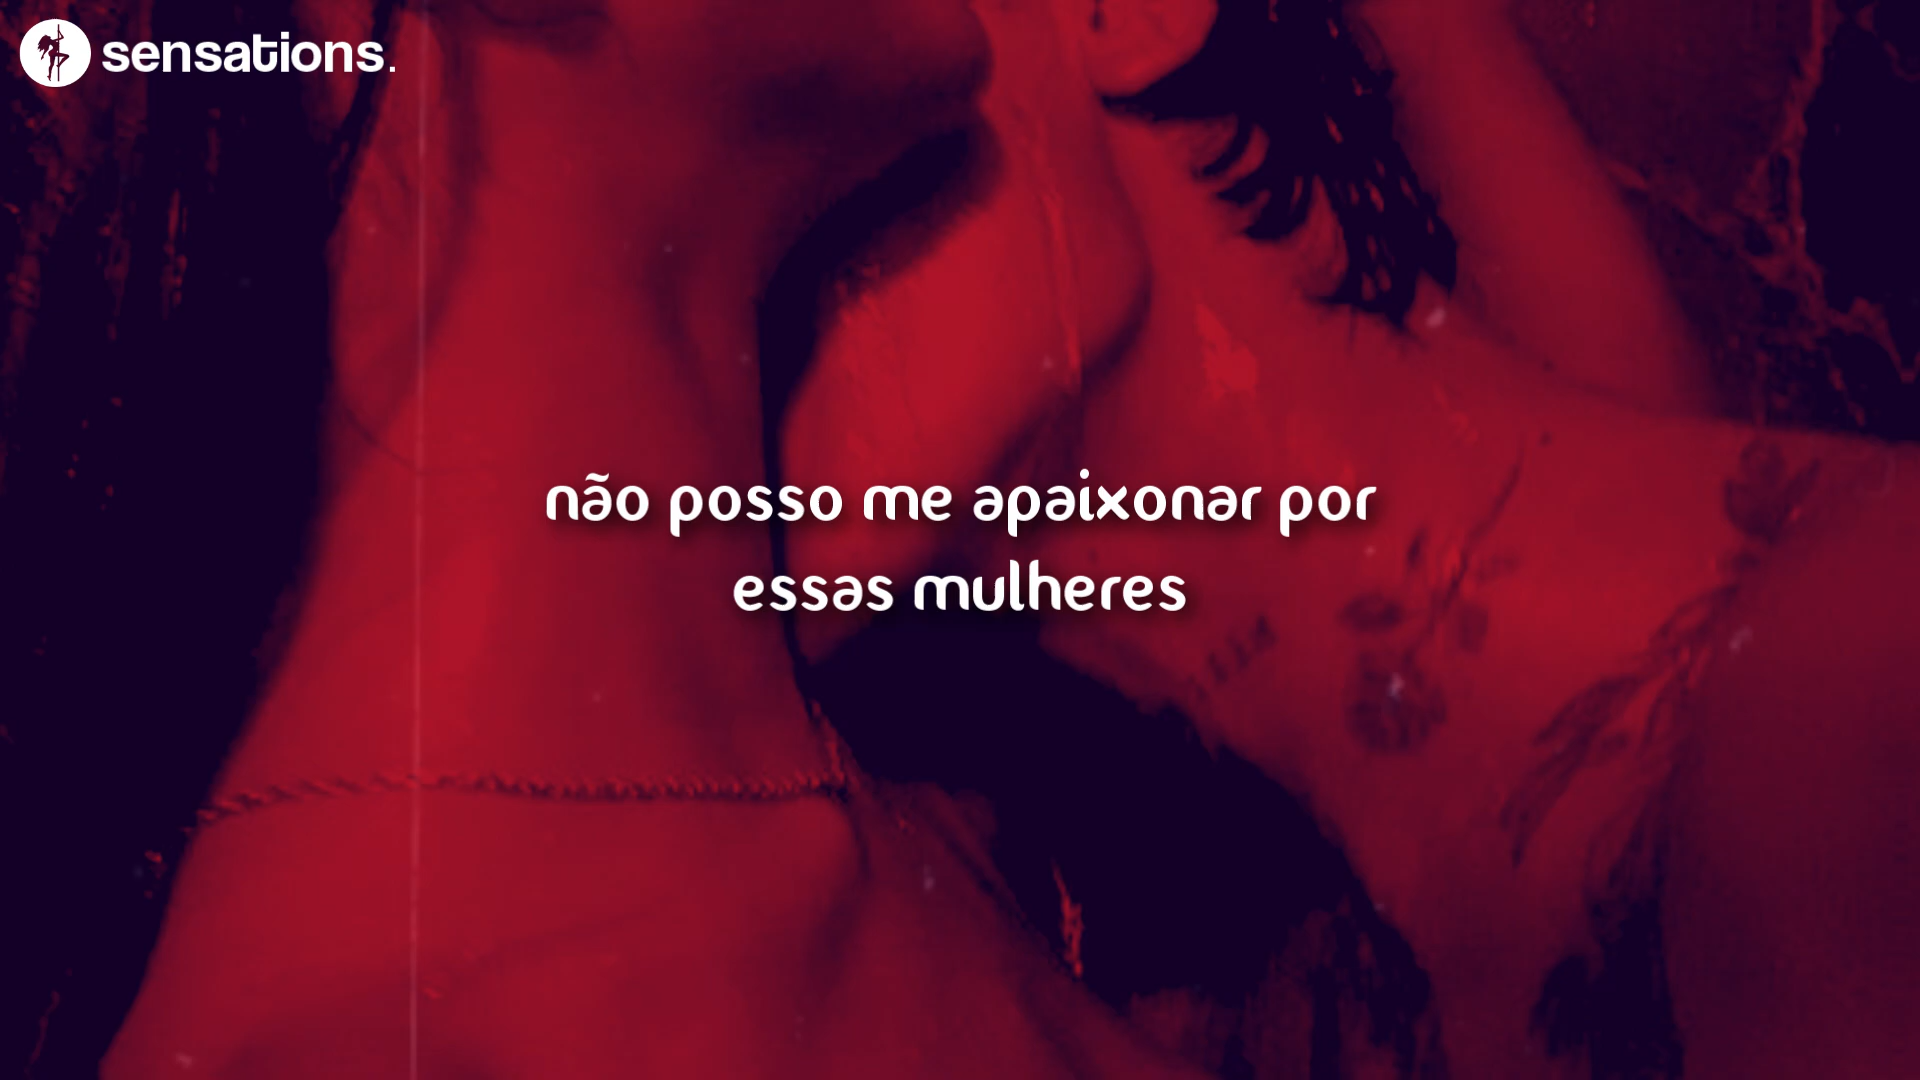 sensations.
não posso me apaixonar por
essas mulheres